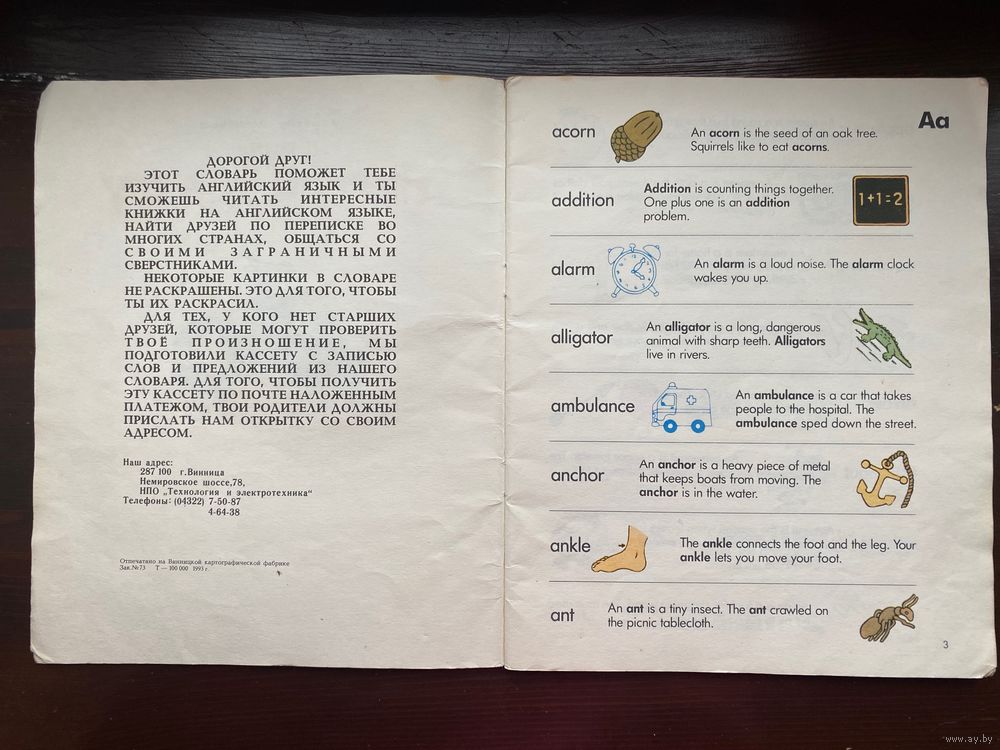 ДОРОГОЙ ДРУГ!
ЭТОТ СЛОВАРЬ ПОМОЖЕТ ТЕБЕ
ИЗУЧИТЬ АНГЛИЙСКИЙ ЯЗЫК И ТЫ
СМОЖЕШЬ ЧИТАТЬ ИНТЕРЕСНЫЕ
КНИЖКИ НА АНГЛИЙСКОМ ЯЗЫКЕ,
НАЙТИ ДРУЗЕЙ ПО ПЕРЕПИСКЕ ВО
МНОГИХ СТРАНАХ, ОБЩАТЬСЯ СО
СВОИМИ ЗАГРАНИЧНЫМИ
СВЕРСТНИКАМИ.
НЕКОТОРЫЕ КАРТИНКИ В СЛОВАРЕ
НЕ РАСКРАШЕНЫ. ЭТО ДЛЯ ТОГО, ЧТОБЫ
ТЫ ИХ РАСКРАСИЛ.
ДЛЯ ТЕХ, У КОГО НЕТ СТАРШИХ
ДРУЗЕЙ, КОТОРЫЕ МОГУТ ПРОВЕРИТЬ
ТВОЁ ПРОИЗНОШЕНИЕ, МЫ
ПОДГОТОВИЛИ КАССЕТУ С ЗАПИСЬЮ
СЛОВ И ПРЕДЛОЖЕНИЙ ИЗ НАШЕГО
СЛОВАРЯ. ДЛЯ ТОГО, ЧТОБЫ ПОЛУЧИТЬ
ЭТУ КАССЕТУ ПО ПОЧТЕ НАЛОЖЕННЫМ
ПЛАТЕЖОМ, ТВОИ РОДИТЕЛИ ДОЛЖНЫ
ПРИСЛАТЬ НАМ ОТКРЫТКУ СО СВОИМ
АДРЕСОМ.
Наш адрес:
287 100 г.Винница
Немировское шоссе,78,
НПО „Технология и электротехника“
Телефоны: (04322) 7-50-87
4-64-38
Отпечатано на Винницкой картографической фабрике
Зак.№73 Т — 100 000 1993 г.
Aa
acorn
An acorn is the seed of an oak tree.
Squirrels like to eat acorns.
addition
Addition is counting things together.
One plus one is an addition
problem.
1+1=2
alarm
An alarm is a loud noise. The alarm clock
wakes you up.
alligator
An alligator is a long, dangerous
animal with sharp teeth. Alligators
live in rivers.
ambulance
An ambulance is a car that takes
people to the hospital. The
ambulance sped down the street.
anchor
An anchor is a heavy piece of metal
that keeps boats from moving. The
anchor is in the water.
ankle
The ankle connects the foot and the leg. Your
ankle lets you move your foot.
ant
An ant is a tiny insect. The ant crawled on
the picnic tablecloth.
3
www.ay.by